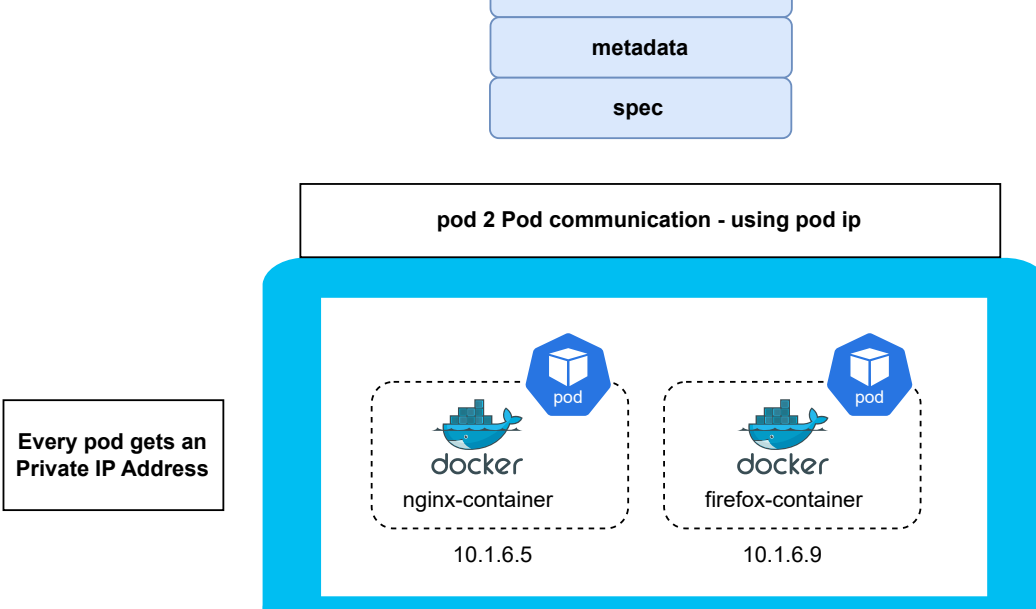 metadata
spec
pod 2 Pod communication - using pod ip
pod
pod
docker
docker
nginx-container
firefox-container
10.1.6.5
10.1.6.9
Every pod gets an
Private IP Address